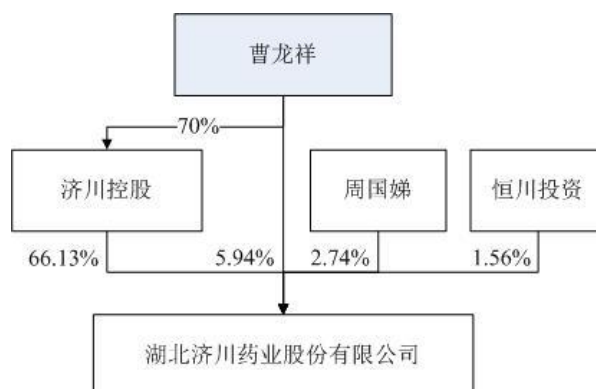 曹龙祥
70%
济川控股
周国娣
恒川投资
66.13%
5.94%
2.74%
1.56%
湖北济川药业股份有限公司